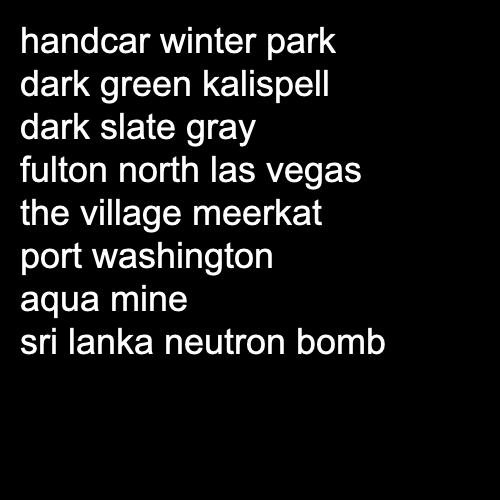 handcar winter park
dark green kalispell
dark slate gray
fulton north las vegas
the village meerkat
port washington
aqua mine
sri lanka neutron bomb